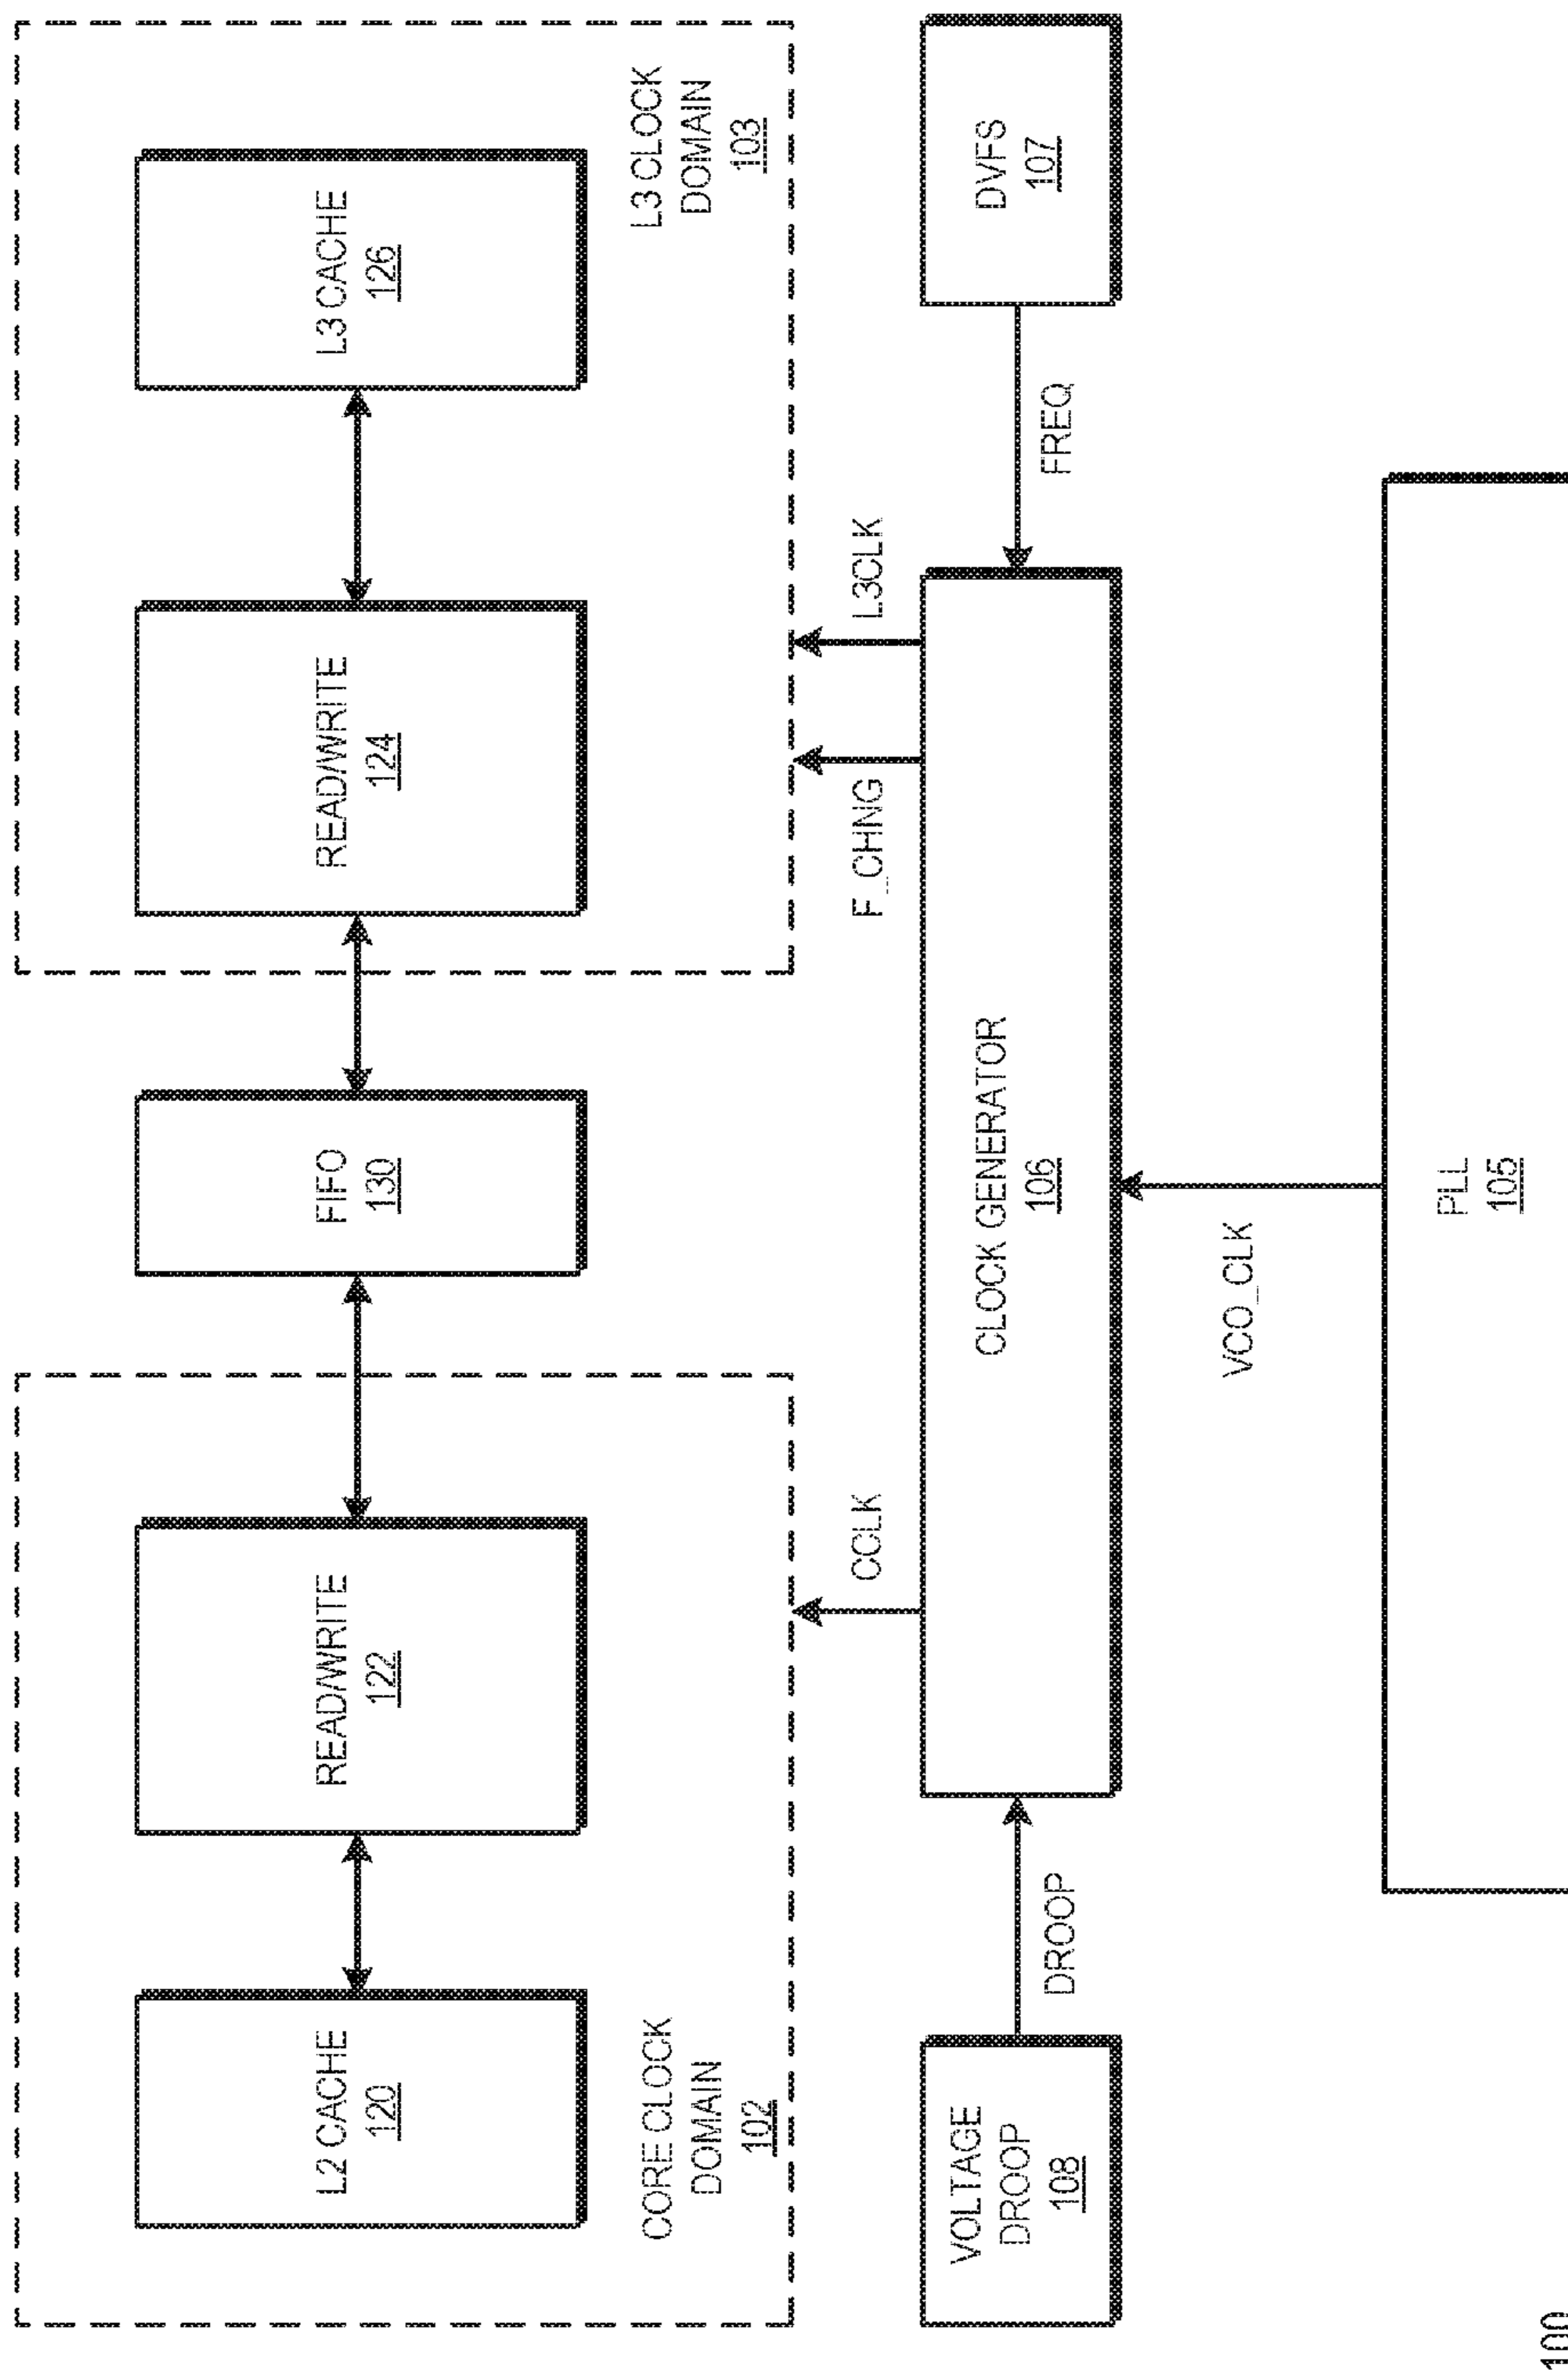 L2 CACHE
120
READ/WRITE
122
FIFO
130
READ/WRITE
124
L3 CACHE
126
CORE CLOCK
DOMAIN
102
L3 CLOCK
DOMAIN
103
CCLK
F_CHNG
L3CLK
VOLTAGE
DROOP
108
DROOP
CLOCK GENERATOR
106
FREQ
DVFS
107
VCO_CLK
PLL
105
100